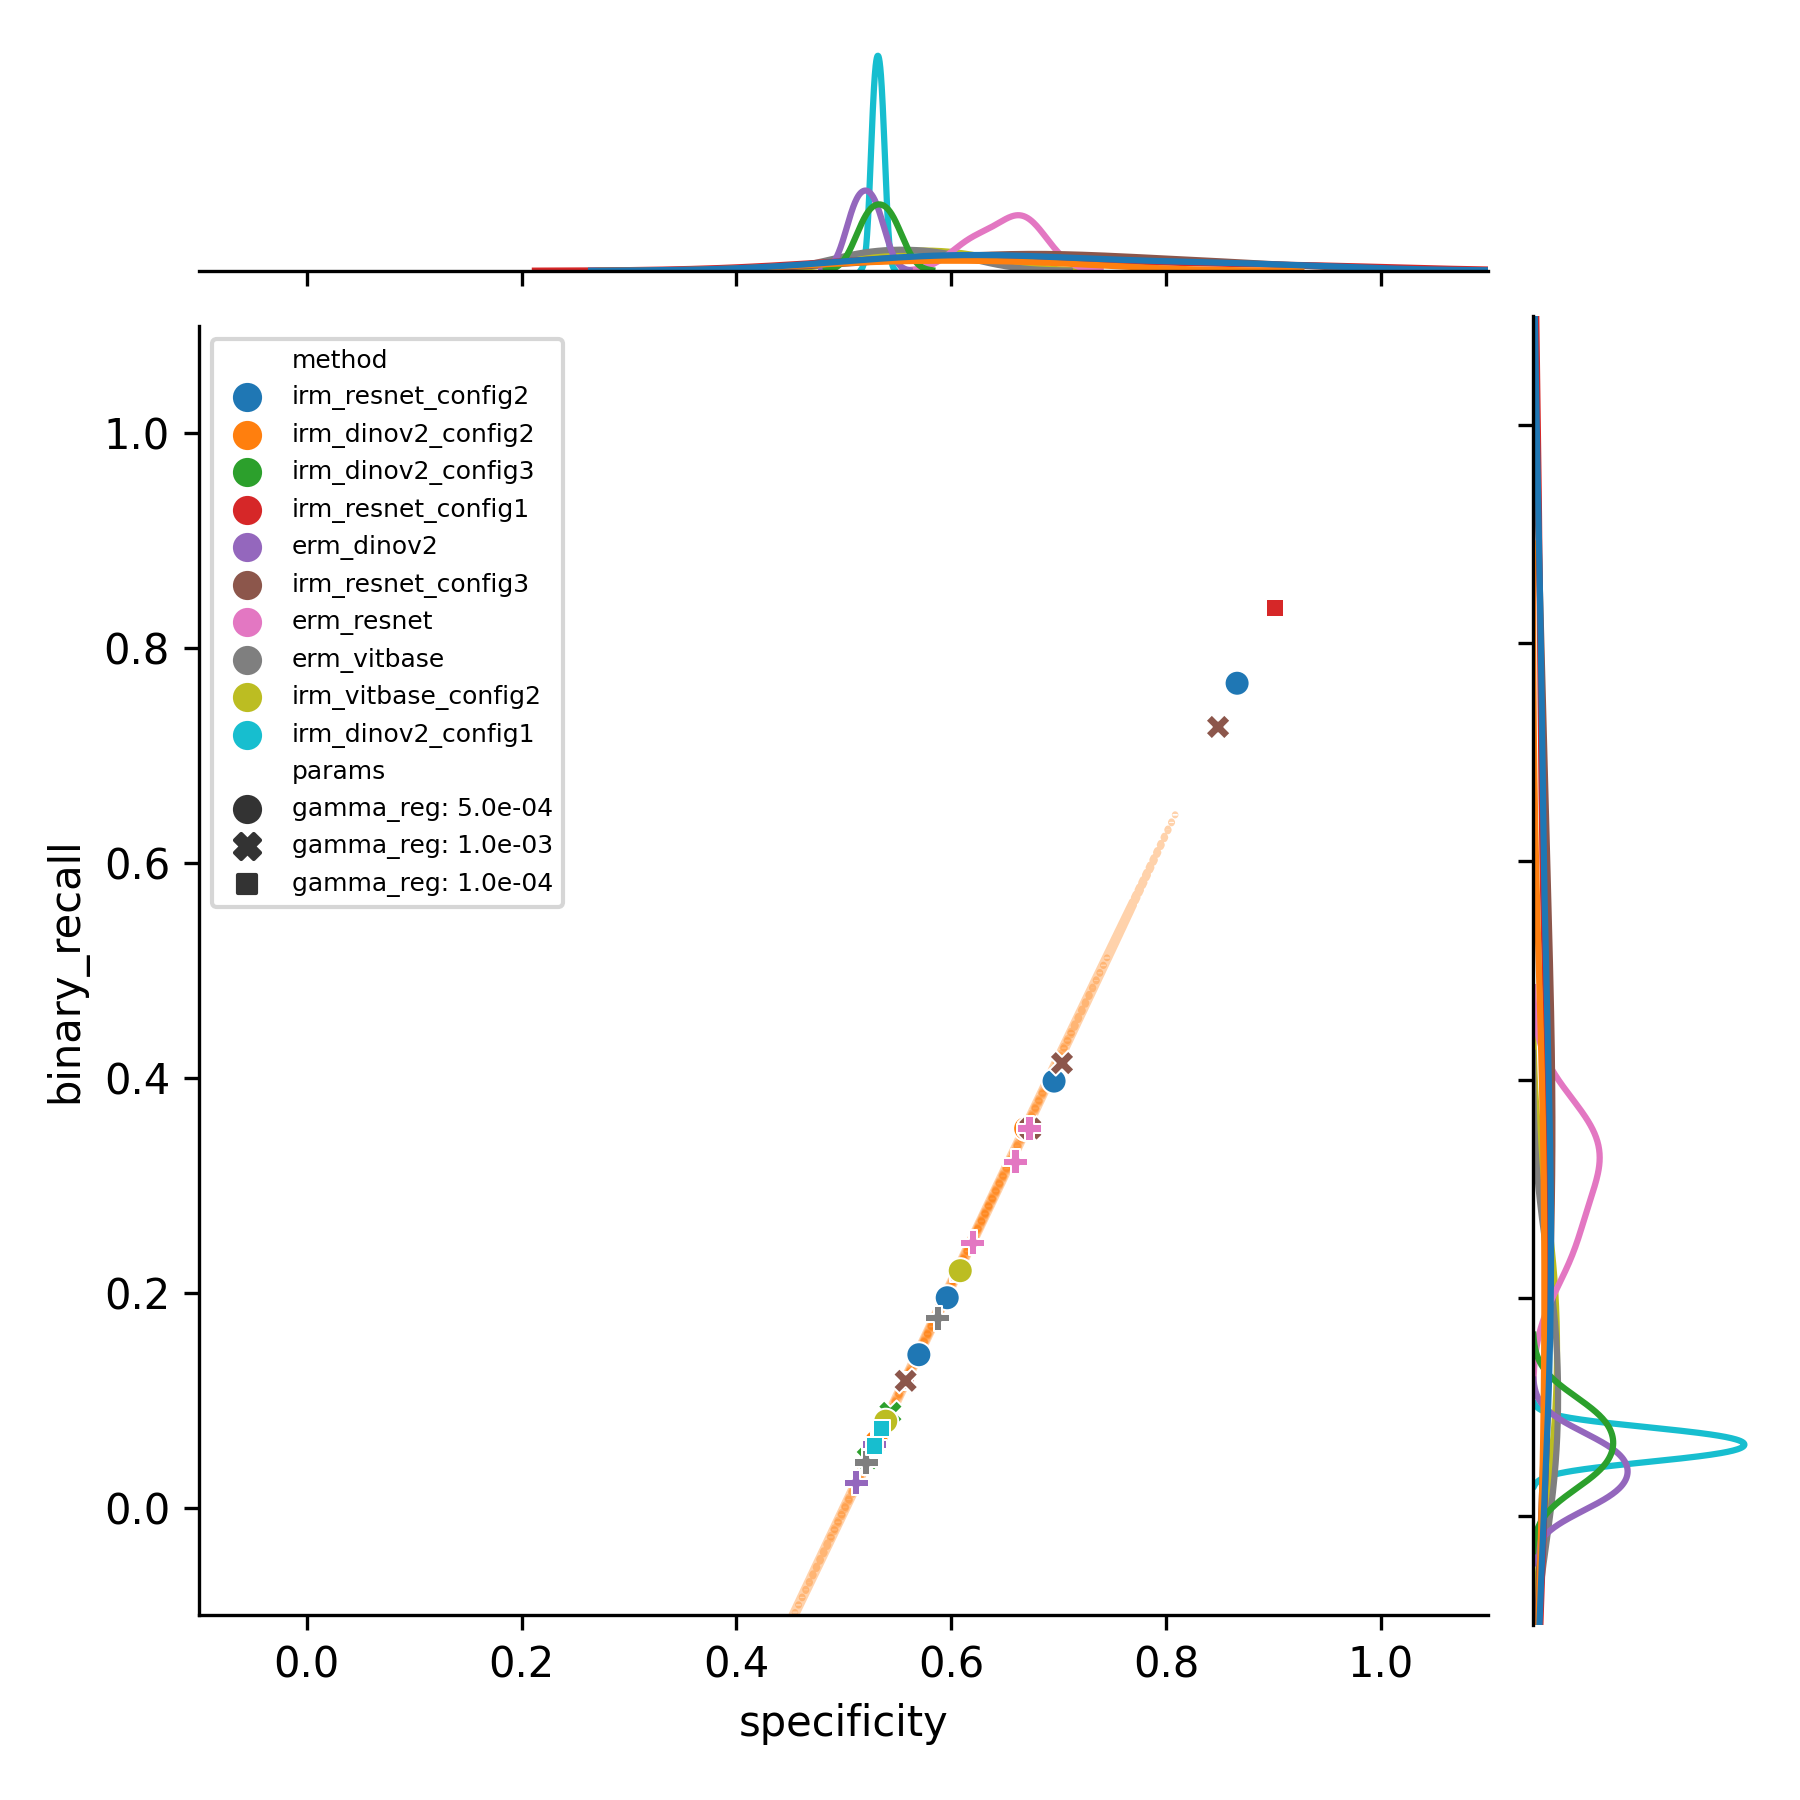 method
irm_resnet_config2
irm_dinov2_config2
irm_dinov2_config3
irm_resnet_config1
erm_dinov2
irm_resnet_config3
erm_resnet
erm_vitbase
irm_vitbase_config2
irm_dinov2_config1
params
gamma_reg: 5.0e-04
gamma_reg: 1.0e-03
gamma_reg: 1.0e-04
1.0
0.8
0.6
0.4
0.2
0.0
binary_recall
0.0 0.2 0.4 0.6 0.8 1.0
specificity